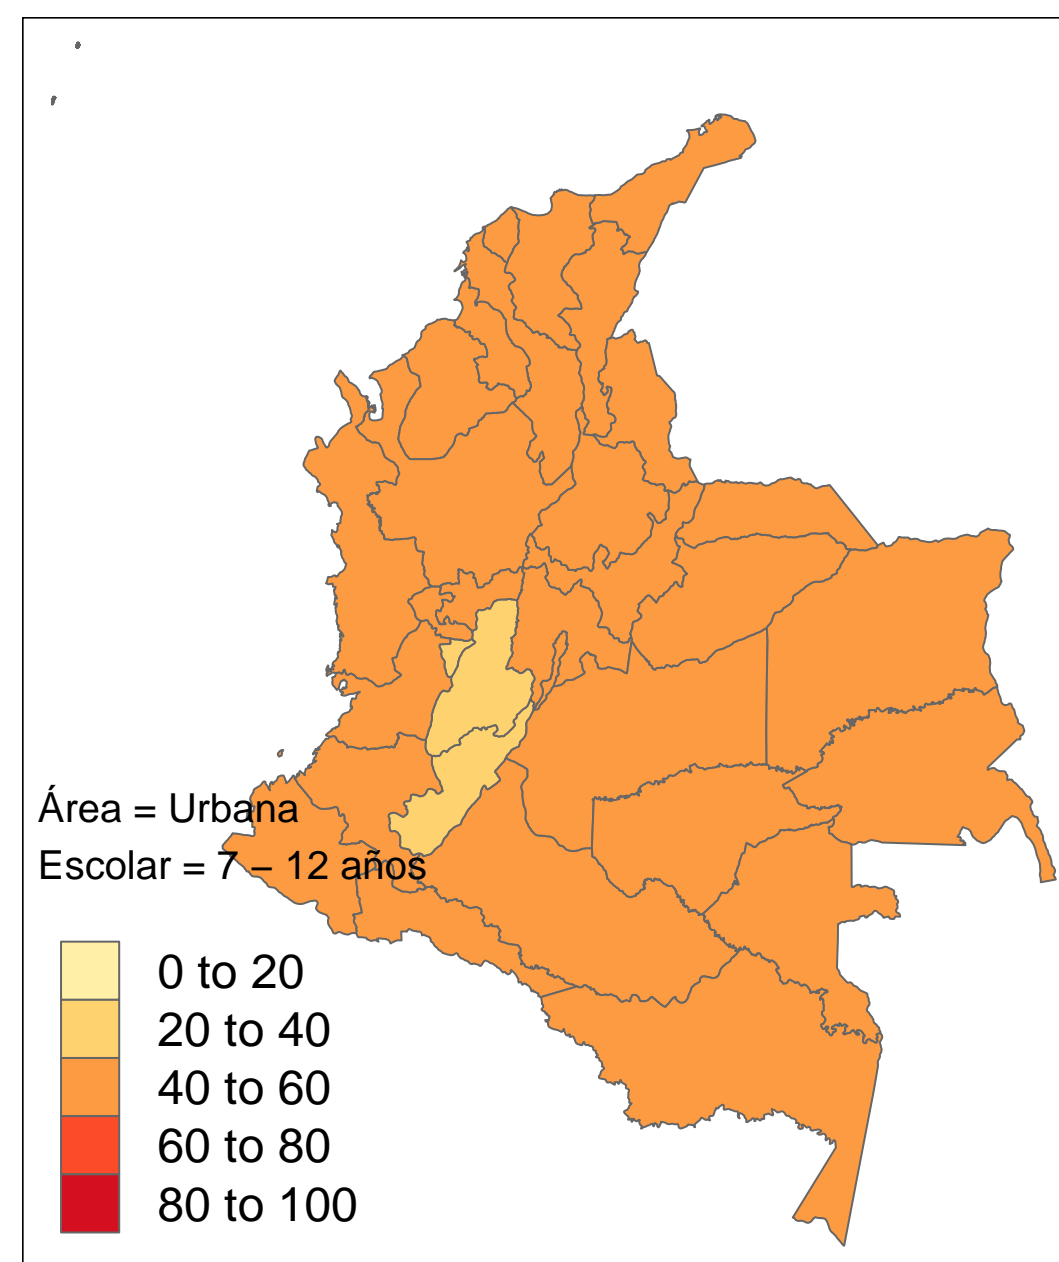 Área = Urbana
Escolar = 7 – 12 años
0 to 20
20 to 40
40 to 60
60 to 80
80 to 100